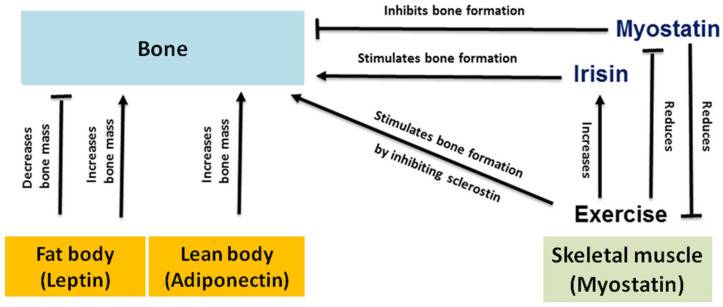 Inhibits bone formation
Myostatin
Bone
Stimulates bone formation
Irisin
Decreases
bone mass
Increases
bone mass
Increases
bone mass
Stimulates bone formation
by inhibiting sclerostin
Increases
Reduces
Reduces
Exercise
Fat body
(Leptin)
Lean body
(Adiponectin)
Skeletal muscle
(Myostatin)